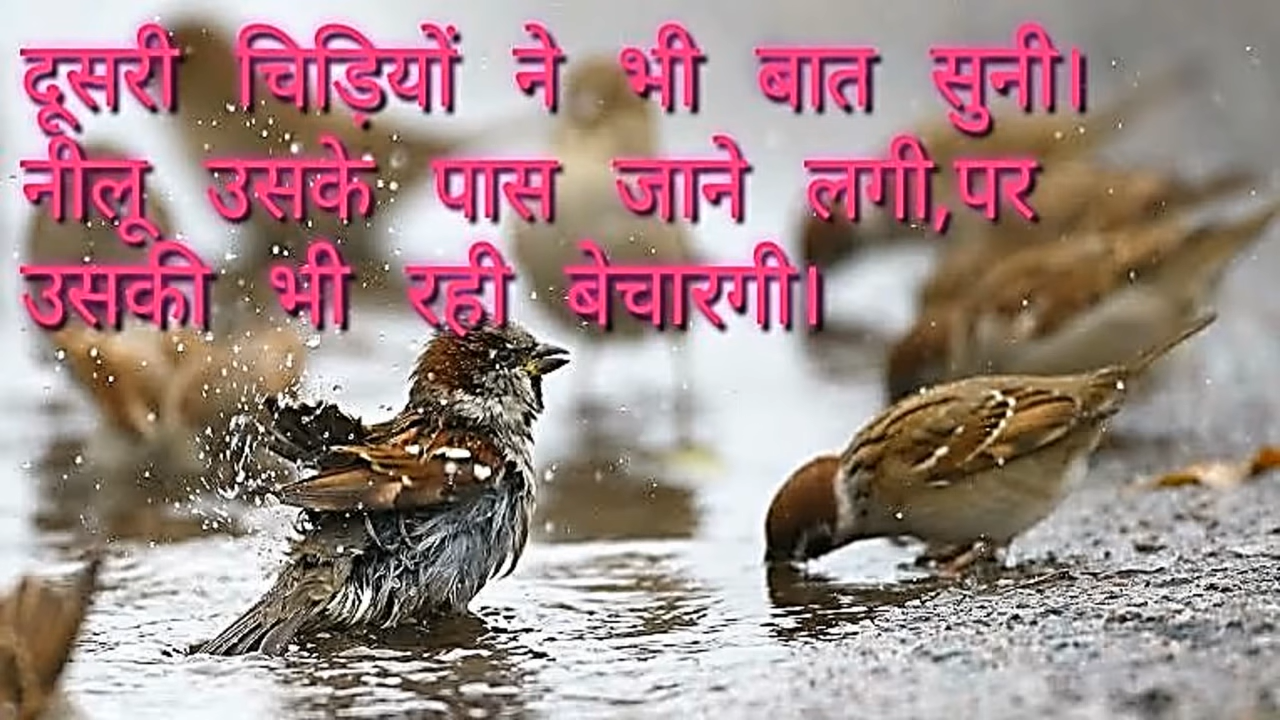 दूसरी चिड़ियों ने भी बात सुनी।
नीलू उसके पास जाने लगी,पर
उसकी भी रही बेचारगी।